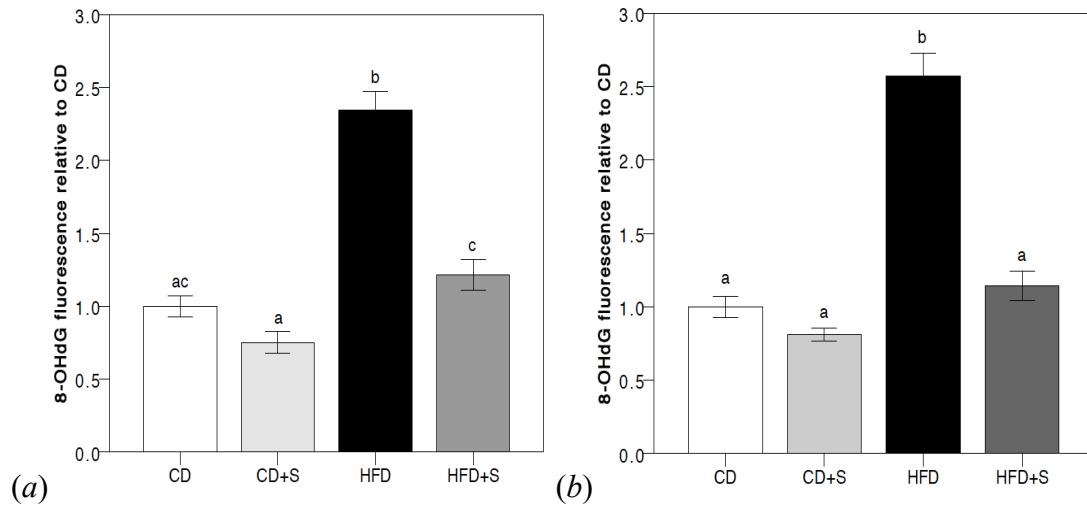 8-OHdG fluorescence relative to CD
3.0
2.5
2.0
1.5
1.0
0.5
0.0
ac
a
b
c
CD
CD+S
HFD
HFD+S
(a)
8-OHdG fluorescence relative to CD
3.0
2.5
2.0
1.5
1.0
0.5
0.0
a
a
b
a
CD
CD+S
HFD
HFD+S
(b)